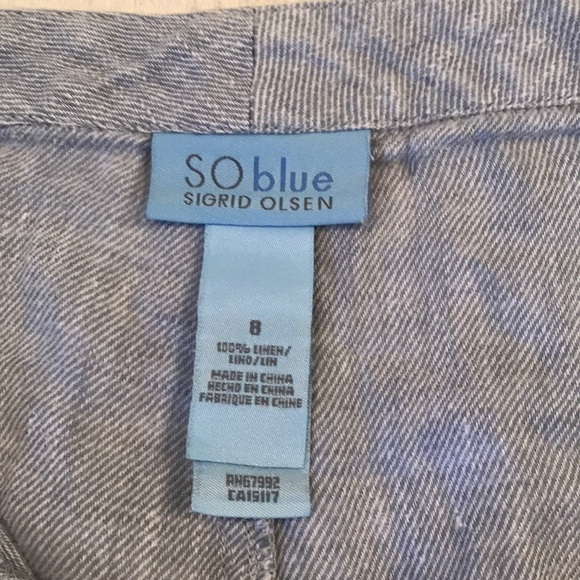 SO blue
SIGRID OLSEN
8
100% LINEN/
LINO/LIN
MADE IN CHINA
HECHO EN CHINA
FABRIQUE EN CHINE
RN67992
CA15117